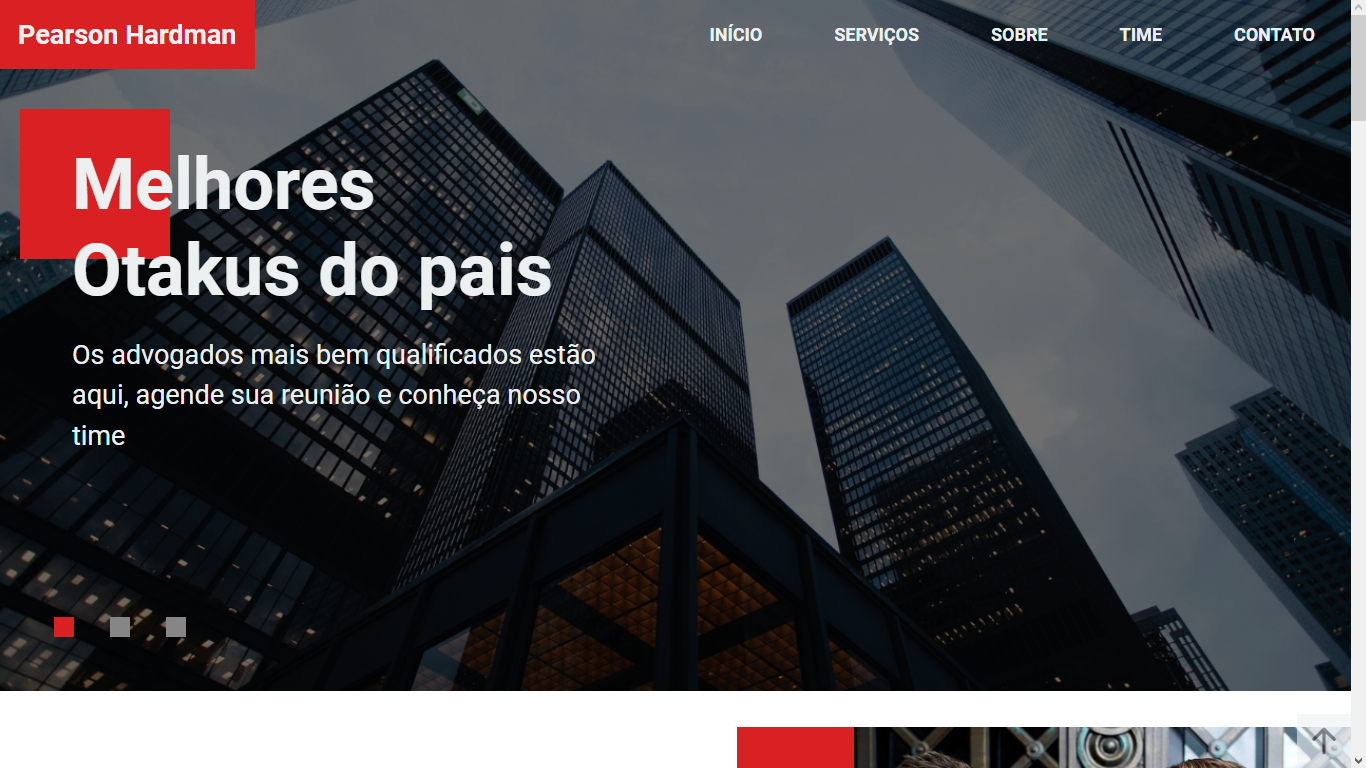 Pearson Hardman
INÍCIO SERVIÇOS SOBRE TIME CONTATO
Melhores
Otakus do pais
Os advogados mais bem qualificados estão
aqui, agende sua reunião e conheça nosso
time